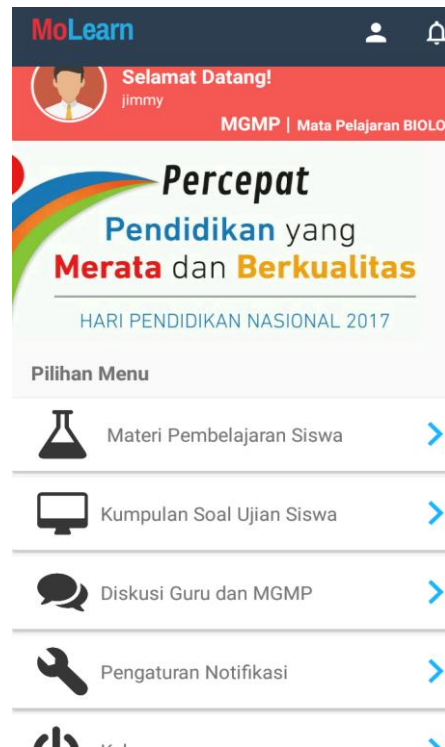 MoLearn
Selamat Datang!
jimmy
MGMP | Mata Pelajaran BIOLO
Percepat
Pendidikan yang
Merata dan Berkualitas
HARI PENDIDIKAN NASIONAL 2017
Pilihan Menu
Materi Pembelajaran Siswa
Kumpulan Soal Ujian Siswa
Diskusi Guru dan MGMP
Pengaturan Notifikasi